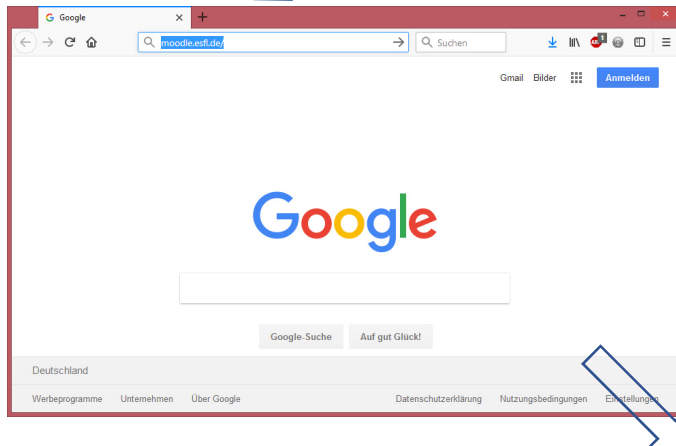 Google
moodle.esfl.de/
Suchen
1
Gmail Bilder Anmelden
Google
Google-Suche Auf gut Glück!
Deutschland
Werbeprogramme Unternehmen Über Google Datenschutzerklärung Nutzungsbedingungen Einstellungen